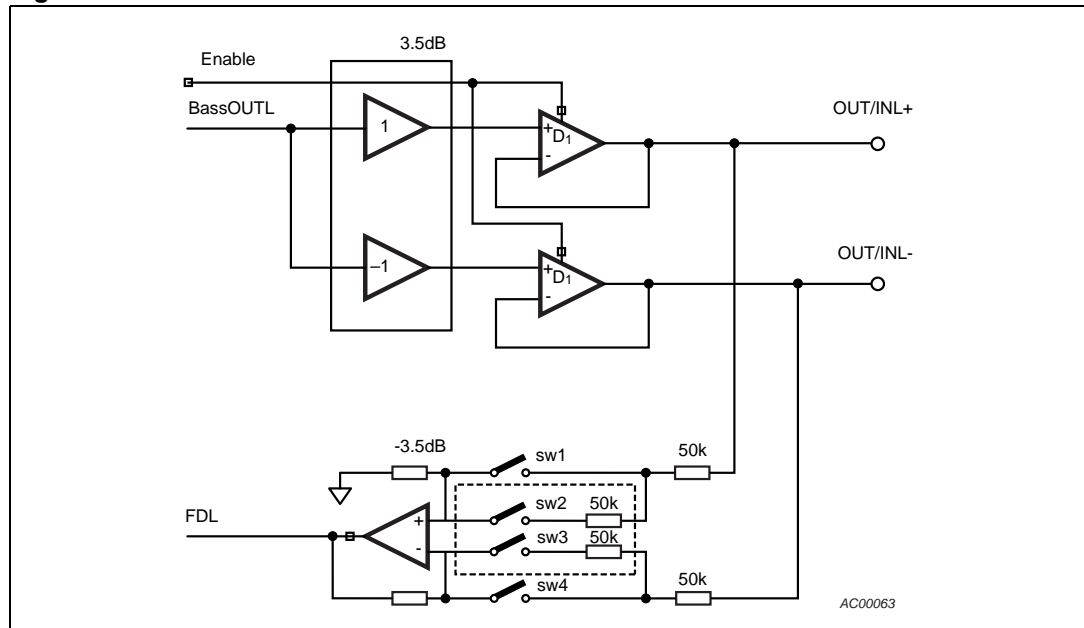 3.5dB
Enable
BassOUTL
1
+
D1
-
OUT/INL+
–1
+
D1
-
OUT/INL-
-3.5dB
sw1
50k
sw2
50k
FDL
+
-
sw3
50k
sw4
50k
AC00063